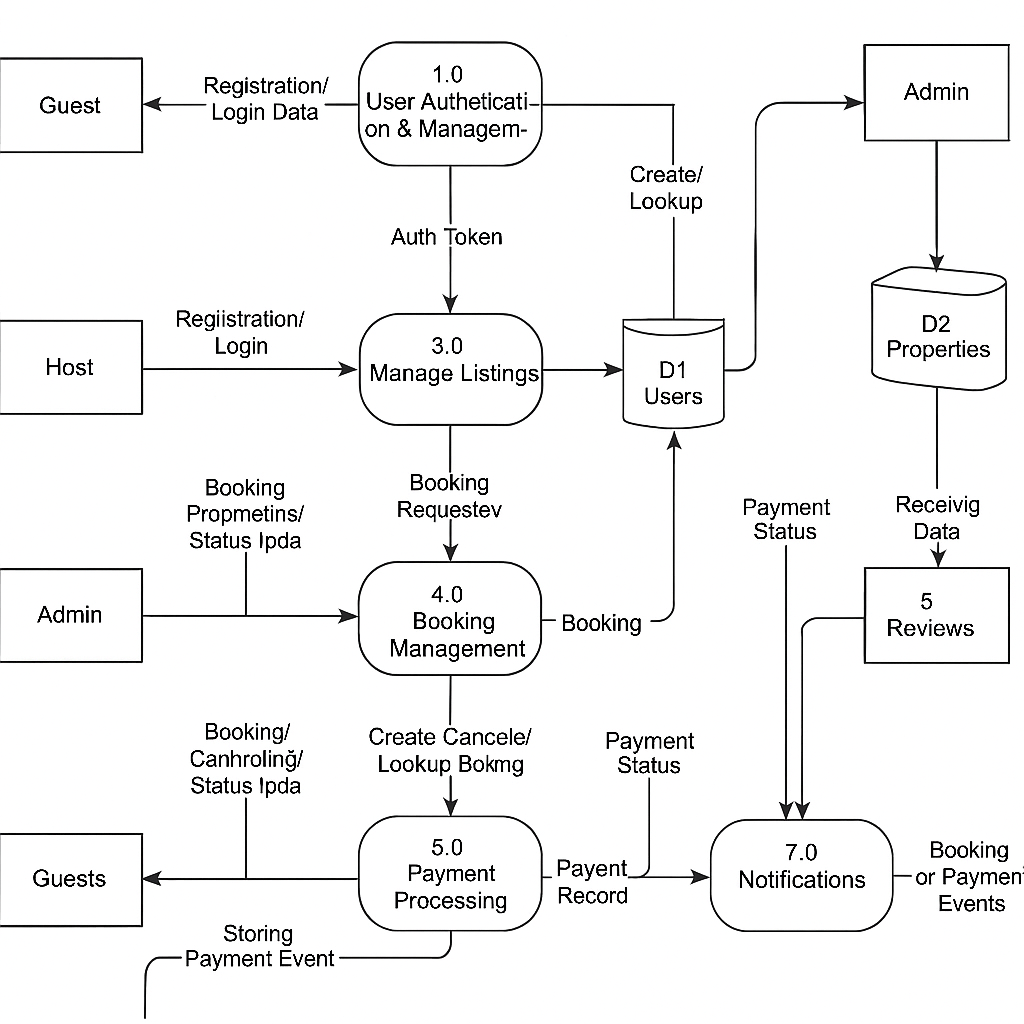 Guest
Registration/
Login Data
1.0
User Autheticati
on & Managem-
Admin
Create/
Lookup
Auth Token
Host
Regiistration/
Login
3.0
Manage Listings
D1
Users
D2
Properties
Booking
Propmetins/
Status Ipda
Booking
Requestev
Payment
Status
Receivig
Data
Admin
4.0
Booking
Management
Booking
5
Reviews
Booking/
Canhroling̃/
Status Ipda
Create Cancele/
Lookup Bokmg
Payment
Status
Guests
5.0
Payment
Processing
Payent
Record
7.0
Notifications
Booking
or Payment
Events
Storing
Payment Event